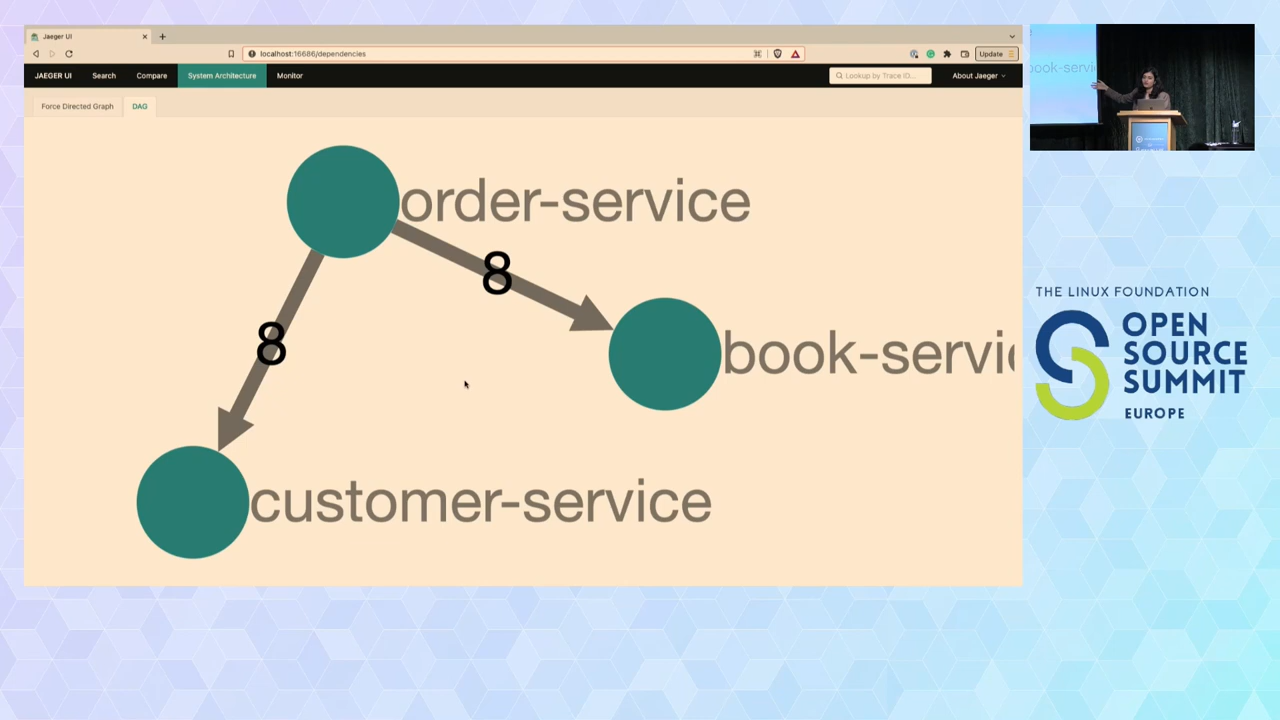 Jaeger UI
localhost:16686/dependencies
Update
JAEGER UI Search Compare System Architecture Monitor
Lookup by Trace ID...
About Jaeger
Force Directed Graph DAG
order-service
8
8
book-servic
customer-service
book-servi
THE LINUX FOUNDATION
OPEN
SOURCE
SUMMIT
EUROPE